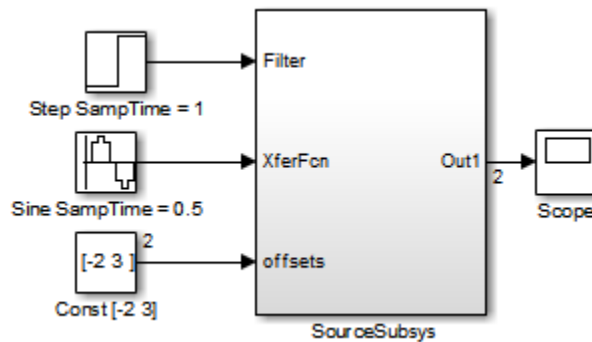 Filter
Step SampTime = 1
XferFcn
Out1
2
Sine SampTime = 0.5
Scope
2
[-2 3 ]
offsets
Const [-2 3]
SourceSubsys